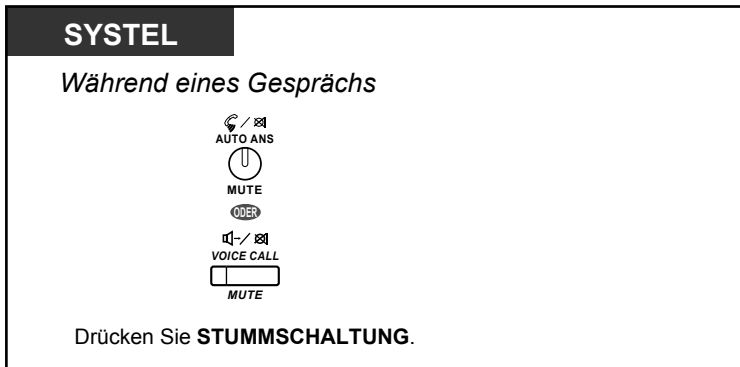 SYSTEL
Während eines Gesprächs
AUTO ANS
MUTE
ODER
VOICE CALL
MUTE
Drücken Sie STUMMSCHALTUNG.